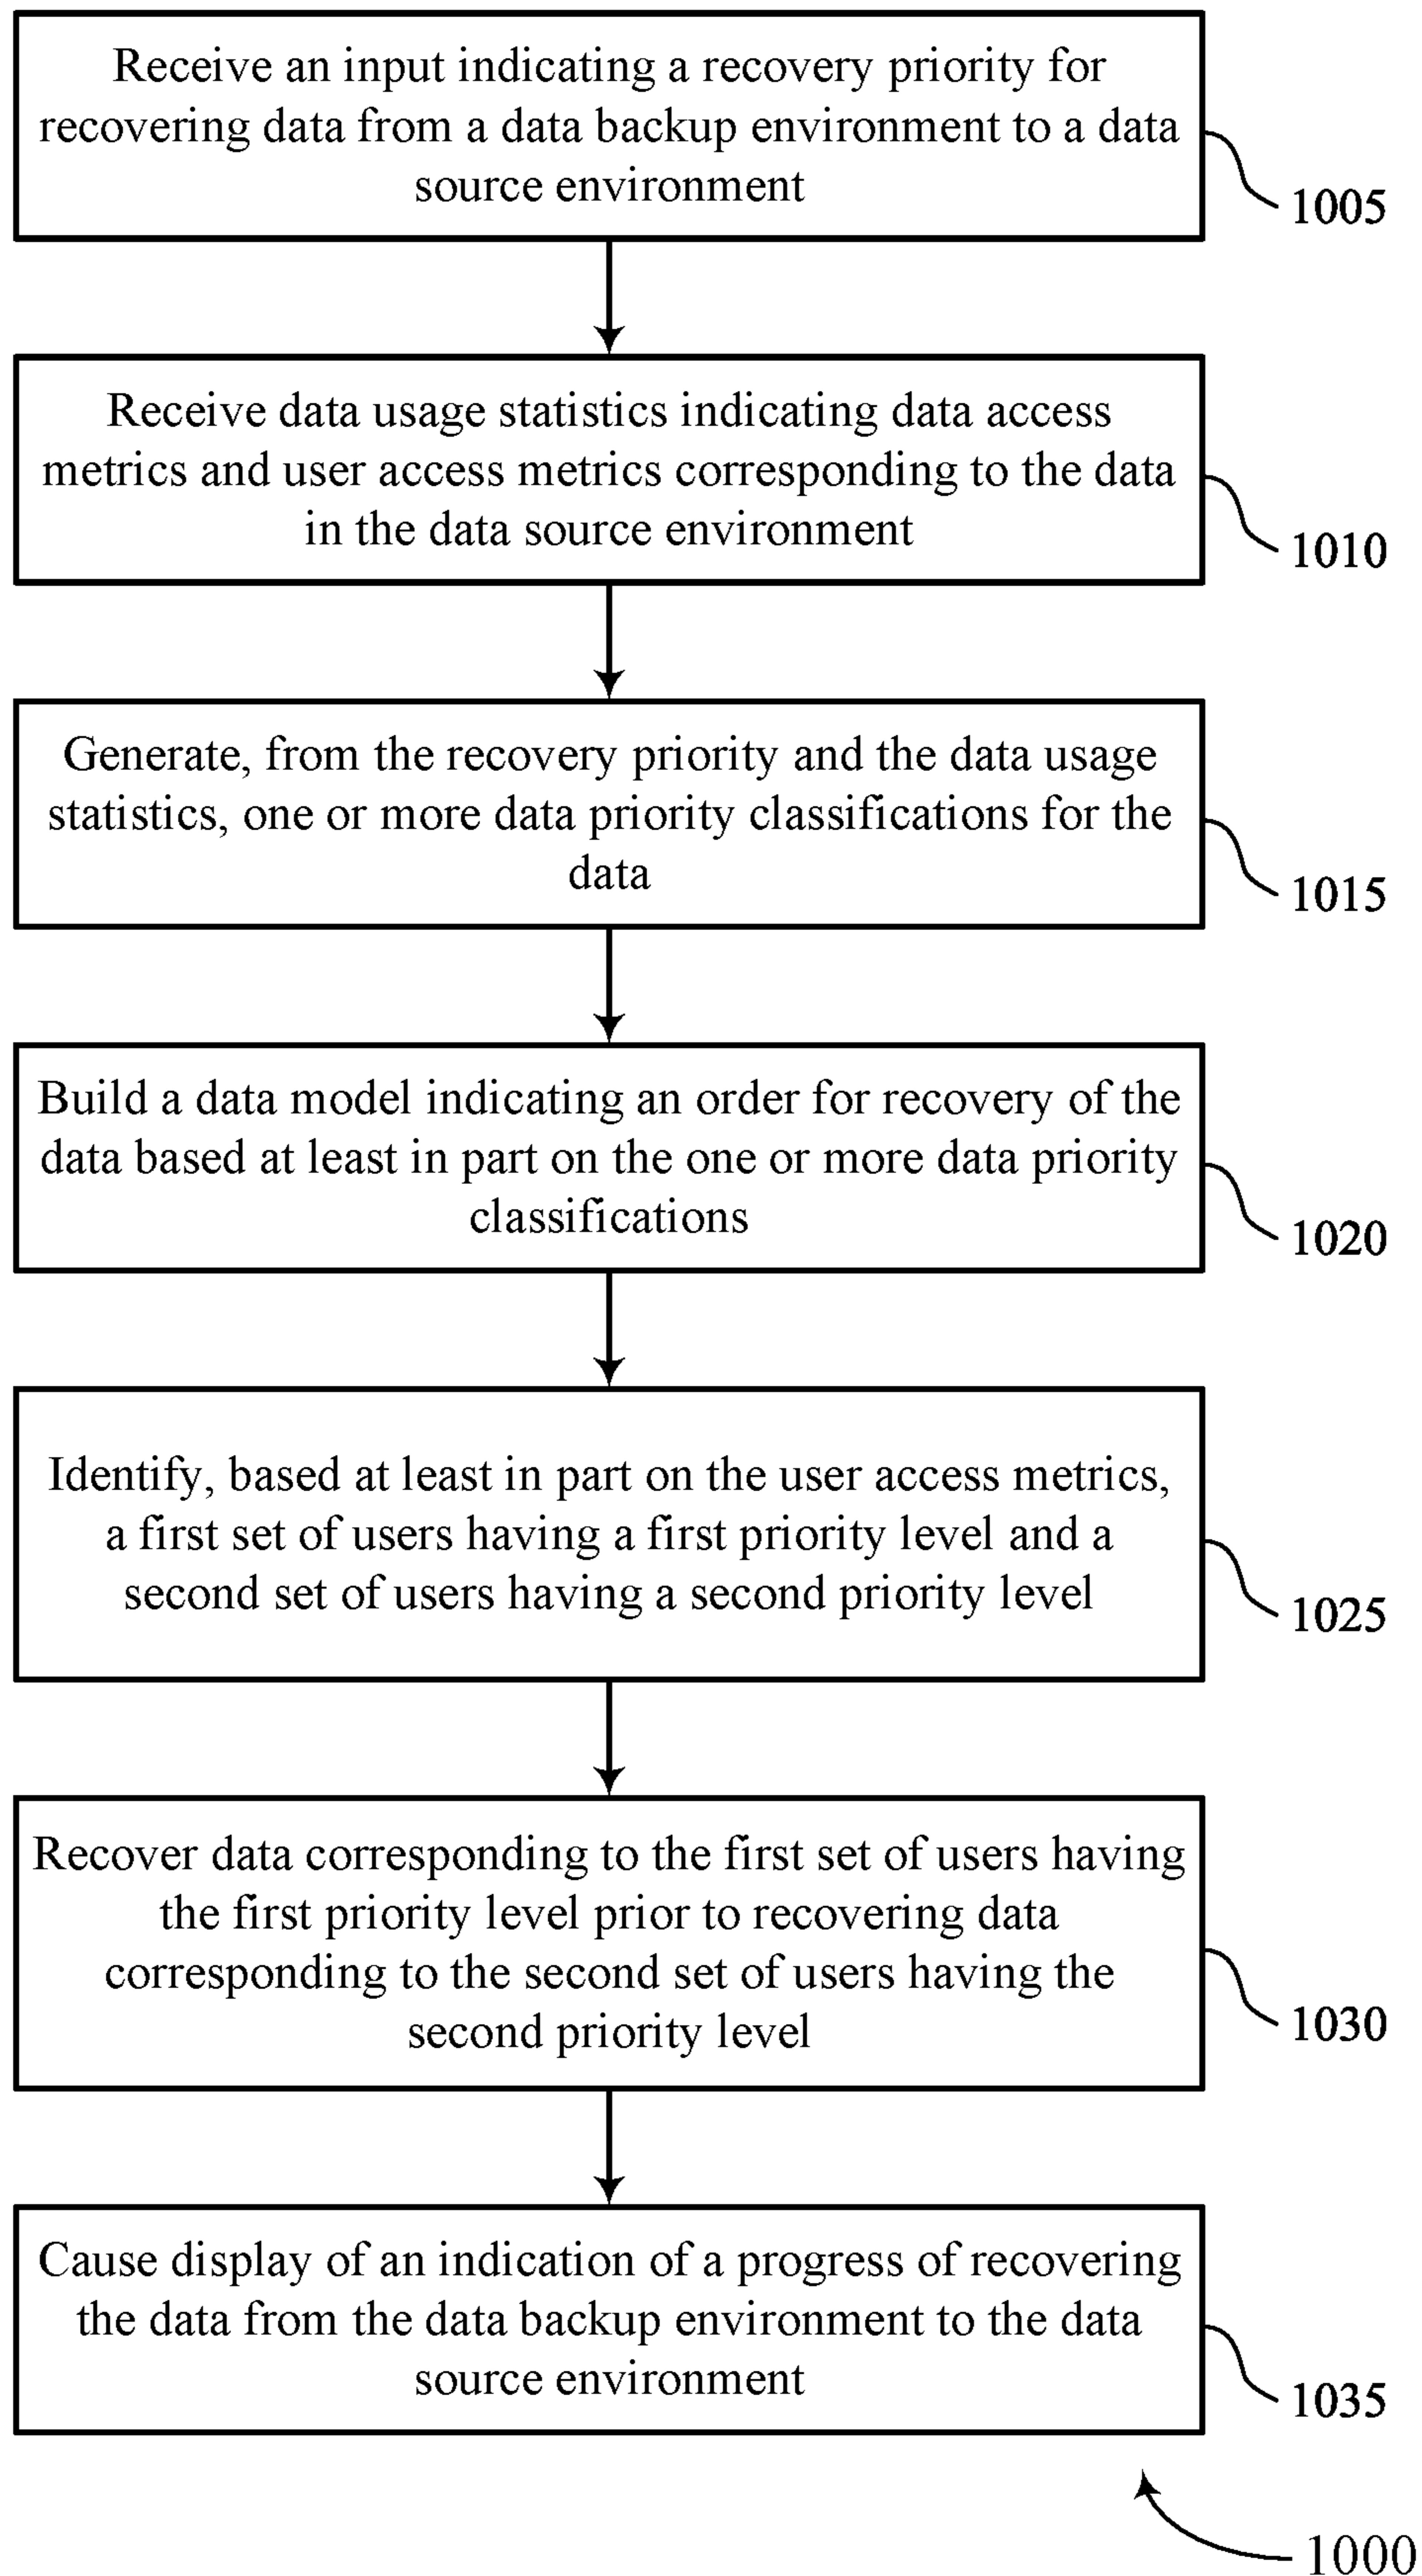 Receive an input indicating a recovery priority for
recovering data from a data backup environment to a data
source environment
1005
Receive data usage statistics indicating data access
metrics and user access metrics corresponding to the data
in the data source environment
1010
Generate, from the recovery priority and the data usage
statistics, one or more data priority classifications for the
data
1015
Build a data model indicating an order for recovery of the
data based at least in part on the one or more data priority
classifications
1020
Identify, based at least in part on the user access metrics,
a first set of users having a first priority level and a
second set of users having a second priority level
1025
Recover data corresponding to the first set of users having
the first priority level prior to recovering data
corresponding to the second set of users having the
second priority level
1030
Cause display of an indication of a progress of recovering
the data from the data backup environment to the data
source environment
1035
1000